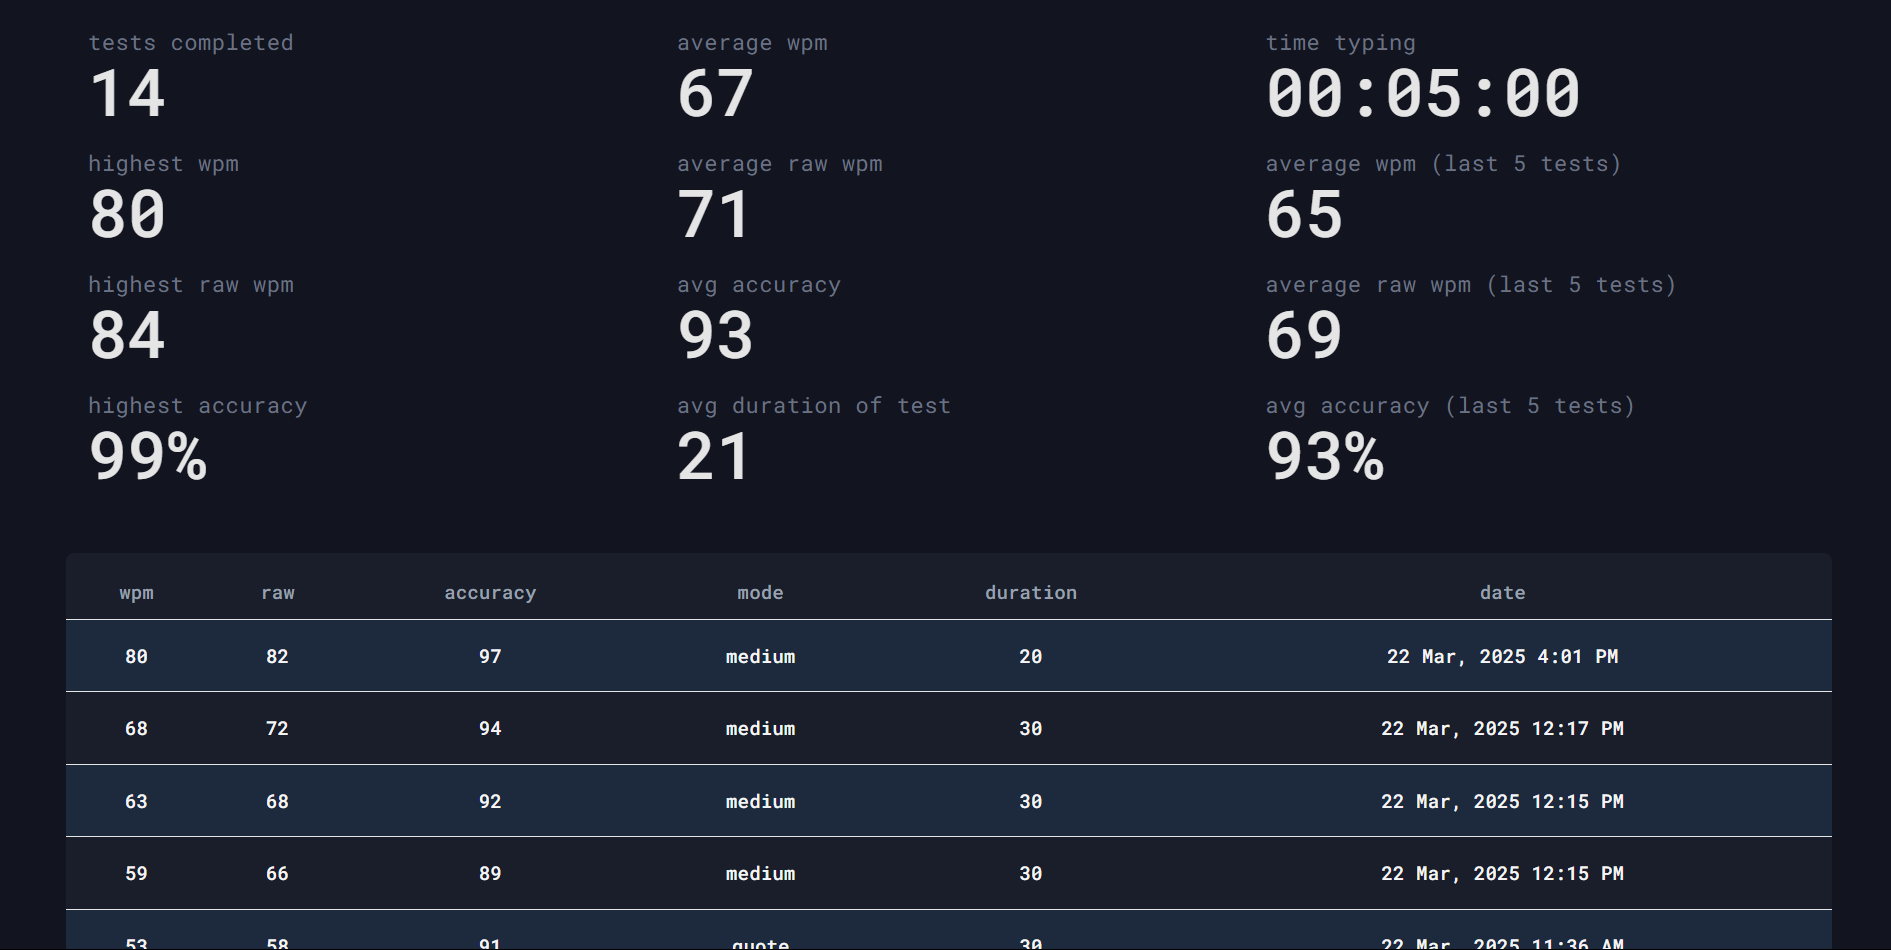 tests completed
14
average wpm
67
time typing
00:05:00
highest wpm
80
average raw wpm
71
average wpm (last 5 tests)
65
highest raw wpm
84
avg accuracy
93
average raw wpm (last 5 tests)
69
highest accuracy
99%
avg duration of test
21
avg accuracy (last 5 tests)
93%
wpm raw accuracy mode duration date
80 82 97 medium 20 22 Mar, 2025 4:01 PM
68 72 94 medium 30 22 Mar, 2025 12:17 PM
63 68 92 medium 30 22 Mar, 2025 12:15 PM
59 66 89 medium 30 22 Mar, 2025 12:15 PM
53 58 91 quote 30 22 Mar, 2025 11:36 AM